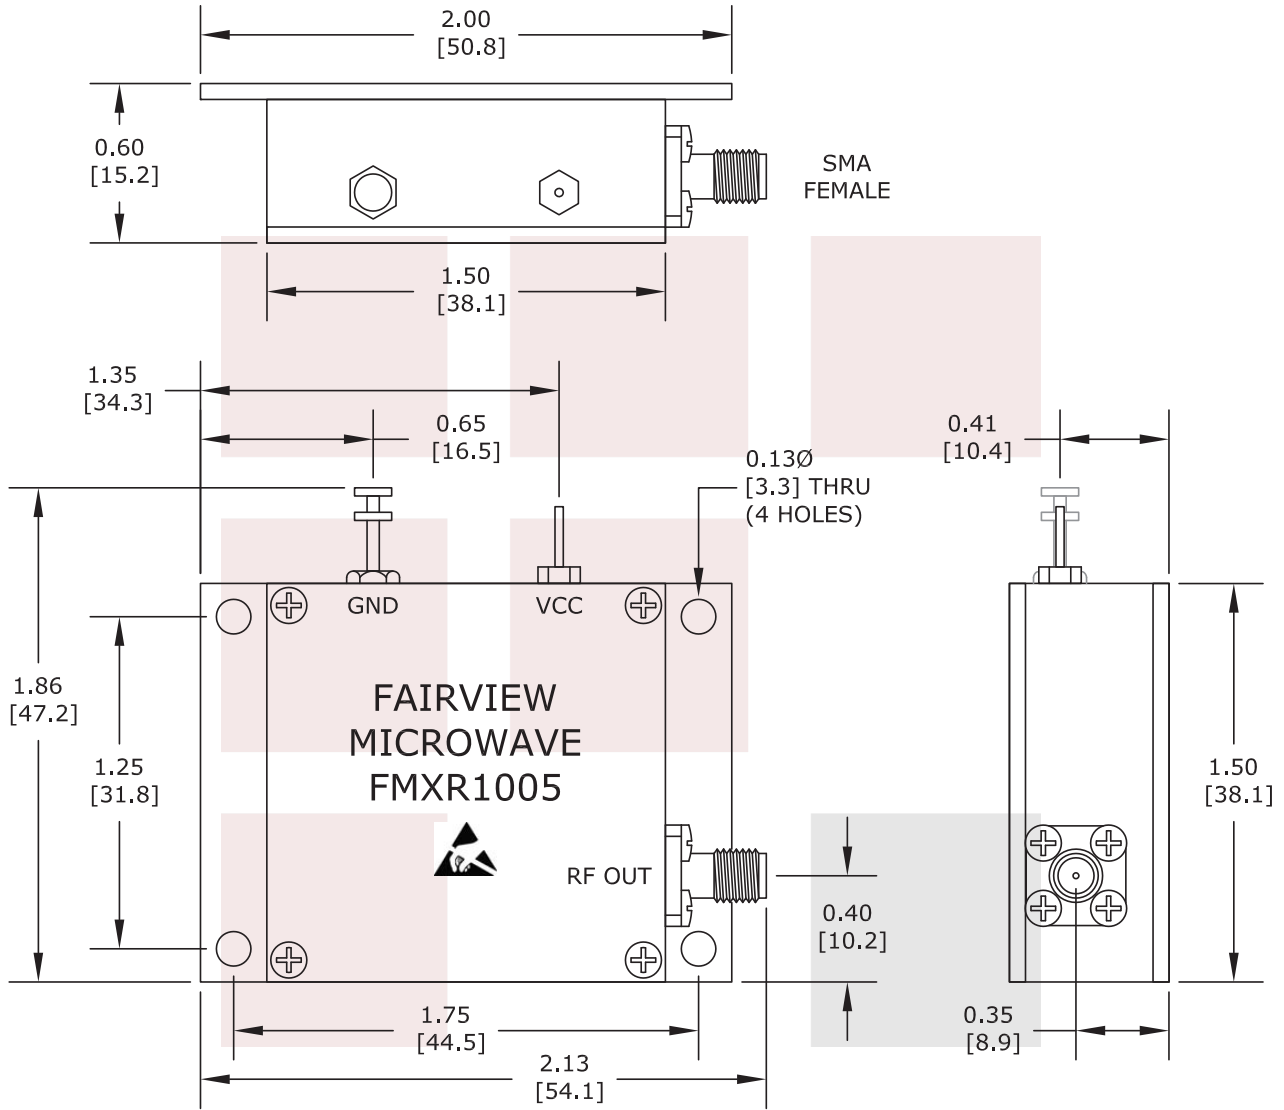 2.00
[50.8]
0.60
[15.2]
SMA
FEMALE
1.50
[38.1]
1.35
[34.3]
0.65
[16.5]
0.41
[10.4]
0.13Ø
[3.3] THRU
(4 HOLES)
GND
VCC
1.86
[47.2]
FAIRVIEW
MICROWAVE
FMXR1005
1.25
[31.8]
1.50
[38.1]
RF OUT
0.40
[10.2]
1.75
[44.5]
0.35
[8.9]
2.13
[54.1]